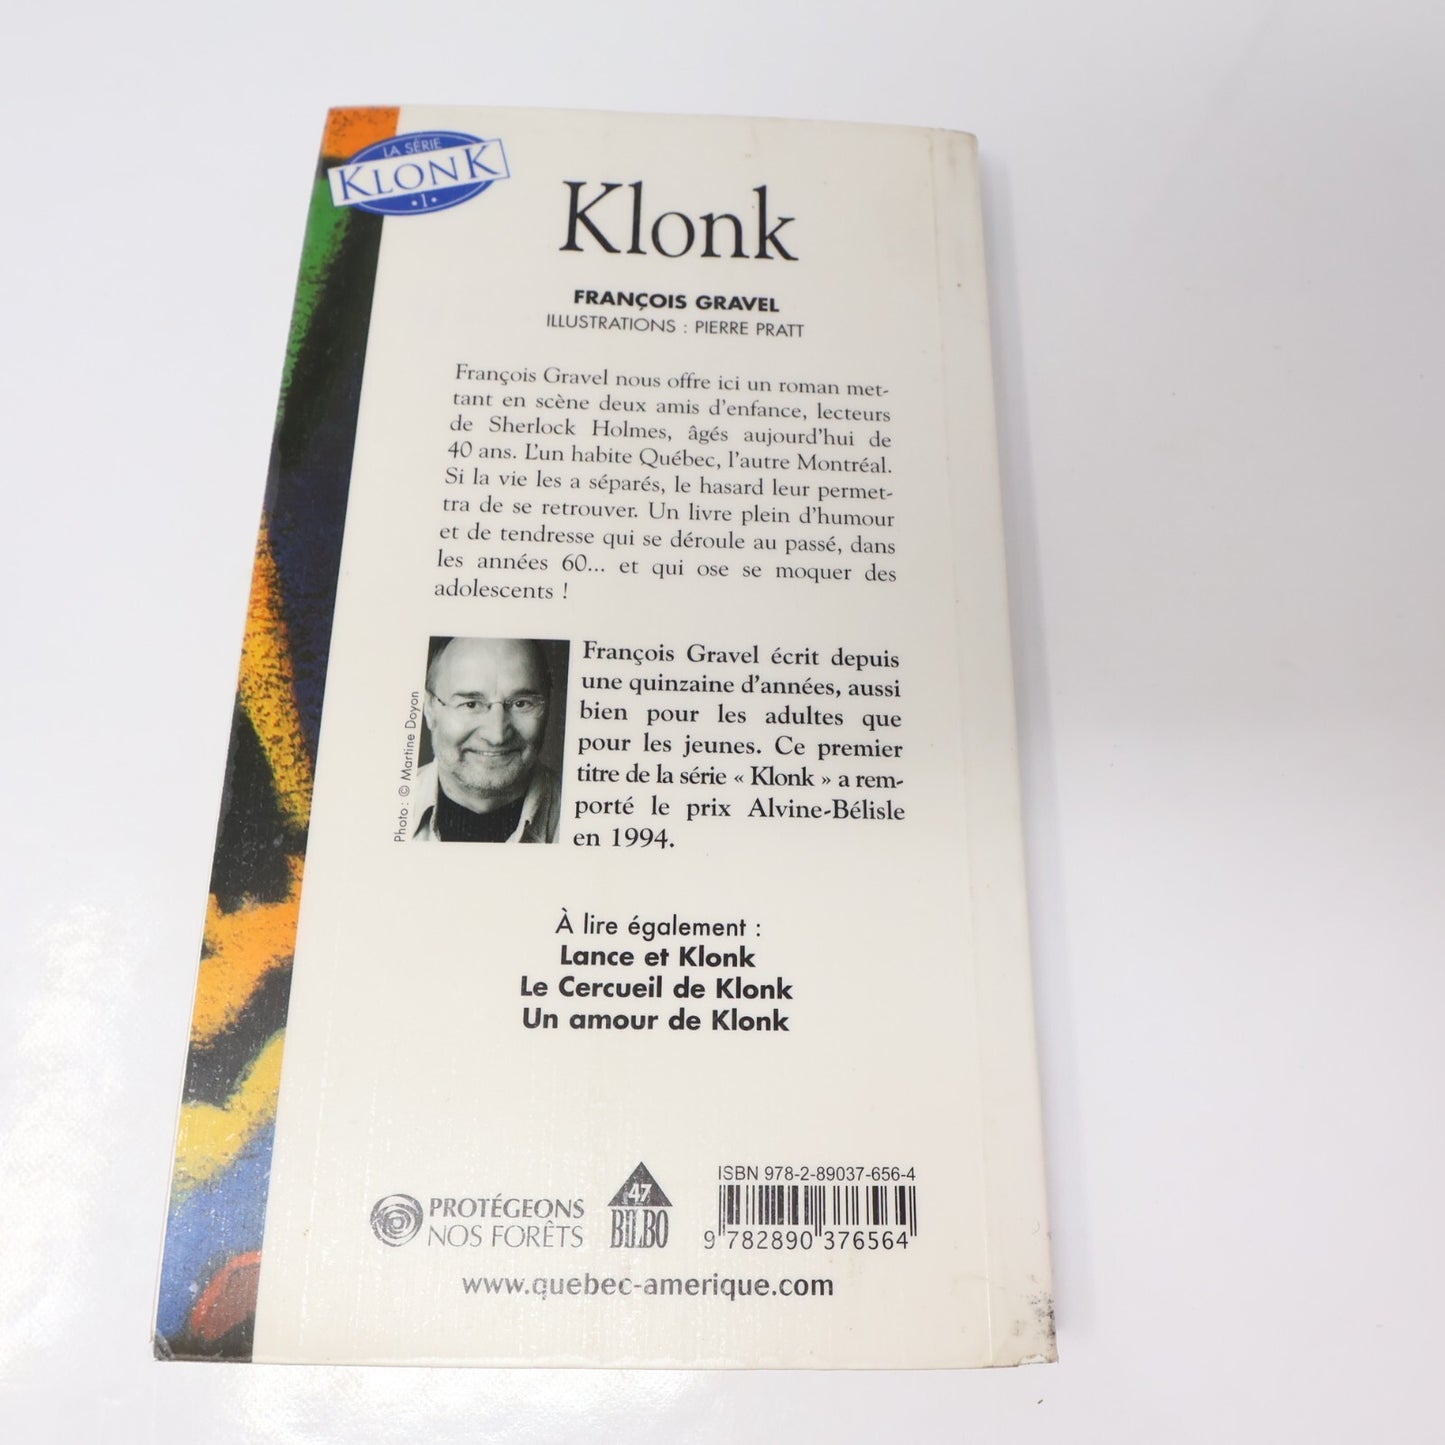 LA SÉRIE
KLONK
• 1 •
Klonk
FRANÇOIS GRAVEL
ILLUSTRATIONS : PIERRE PRATT
François Gravel nous offre ici un roman met-
tant en scène deux amis d'enfance, lecteurs
de Sherlock Holmes, âgés aujourd'hui de
40 ans. L'un habite Québec, l'autre Montréal.
Si la vie les a séparés, le hasard leur permet-
tra de se retrouver. Un livre plein d'humour
et de tendresse qui se déroule au passé, dans
les années 60... et qui ose se moquer des
adolescents !
Photo : © Martine Doyon
François Gravel écrit depuis
une quinzaine d'années, aussi
bien pour les adultes que
pour les jeunes. Ce premier
titre de la série « Klonk » a rem-
porté le prix Alvine-Bélisle
en 1994.
À lire également :
Lance et Klonk
Le Cercueil de Klonk
Un amour de Klonk
PROTÉGEONS
NOS FORÊTS
47
BILBO
ISBN 978-2-89037-656-4
9 782890 376564
www.quebec-amerique.com